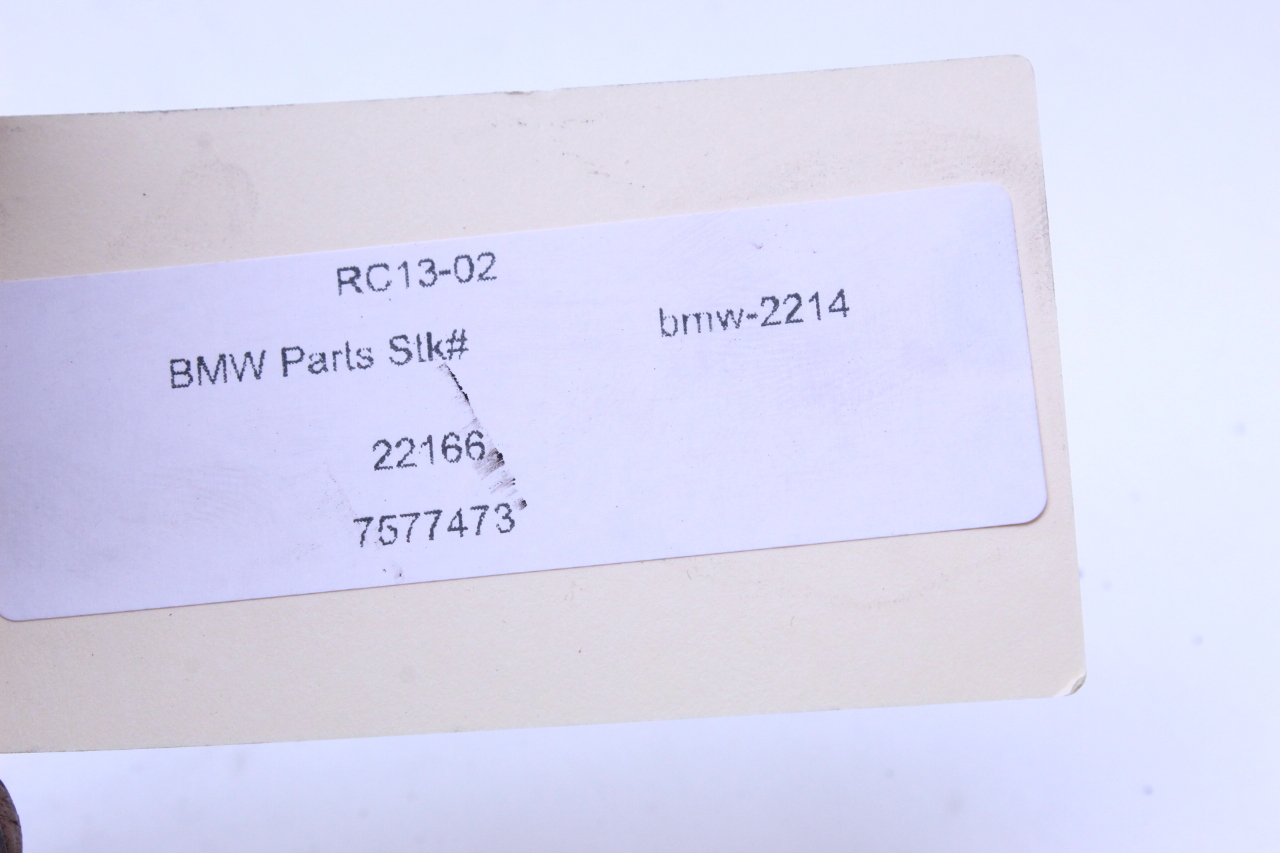 RC13-02
bmw-2214
BMW Parts Stk#
22166
7577473